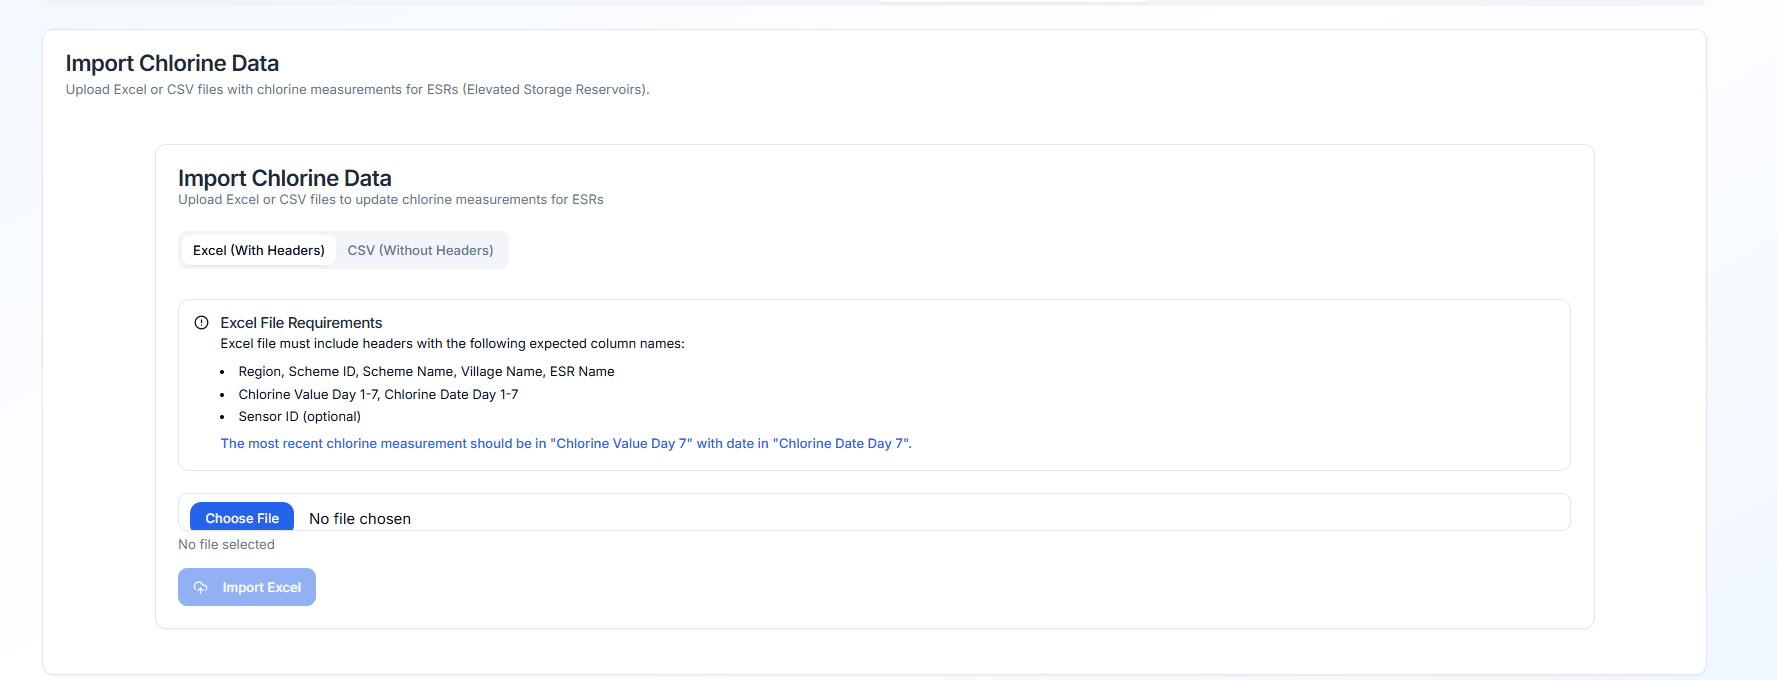 Import Chlorine Data
Upload Excel or CSV files with chlorine measurements for ESRs (Elevated Storage Reservoirs).
Import Chlorine Data
Upload Excel or CSV files to update chlorine measurements for ESRs
Excel (With Headers) CSV (Without Headers)
Excel File Requirements
Excel file must include headers with the following expected column names:
• Region, Scheme ID, Scheme Name, Village Name, ESR Name
• Chlorine Value Day 1-7, Chlorine Date Day 1-7
• Sensor ID (optional)
The most recent chlorine measurement should be in "Chlorine Value Day 7" with date in "Chlorine Date Day 7".
Choose File No file chosen
No file selected
Import Excel